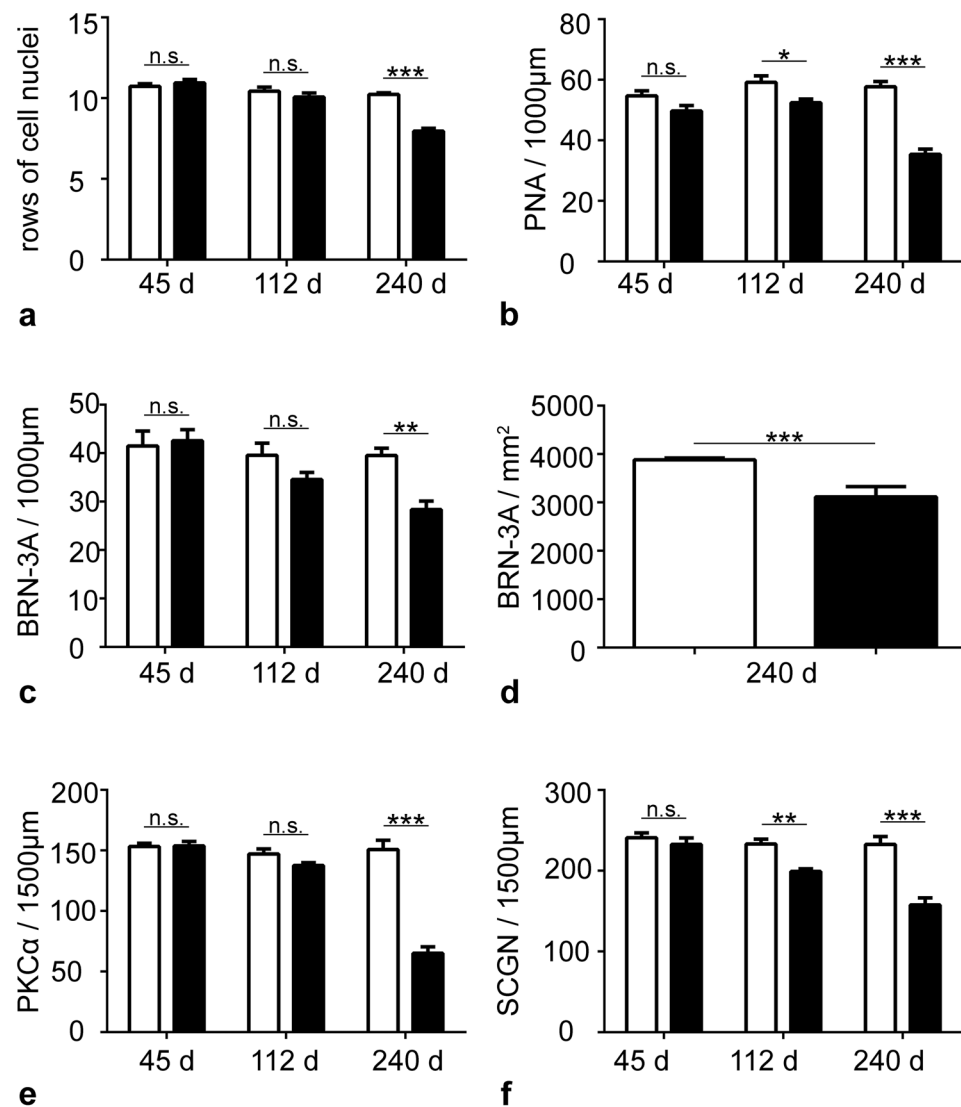 rows of cell nuclei
15
10
5
0
n.s.
n.s.
***
45 d
112 d
240 d
a
PNA / 1000µm
80
60
40
20
0
n.s.
*
***
45 d
112 d
240 d
b
BRN-3A / 1000µm
50
40
30
20
10
0
n.s.
n.s.
**
45 d
112 d
240 d
c
BRN-3A / mm²
5000
4000
3000
2000
1000
0
***
240 d
d
PKCα / 1500µm
200
150
100
50
0
n.s.
n.s.
***
45 d
112 d
240 d
e
SCGN / 1500µm
300
200
100
0
n.s.
**
***
45 d
112 d
240 d
f